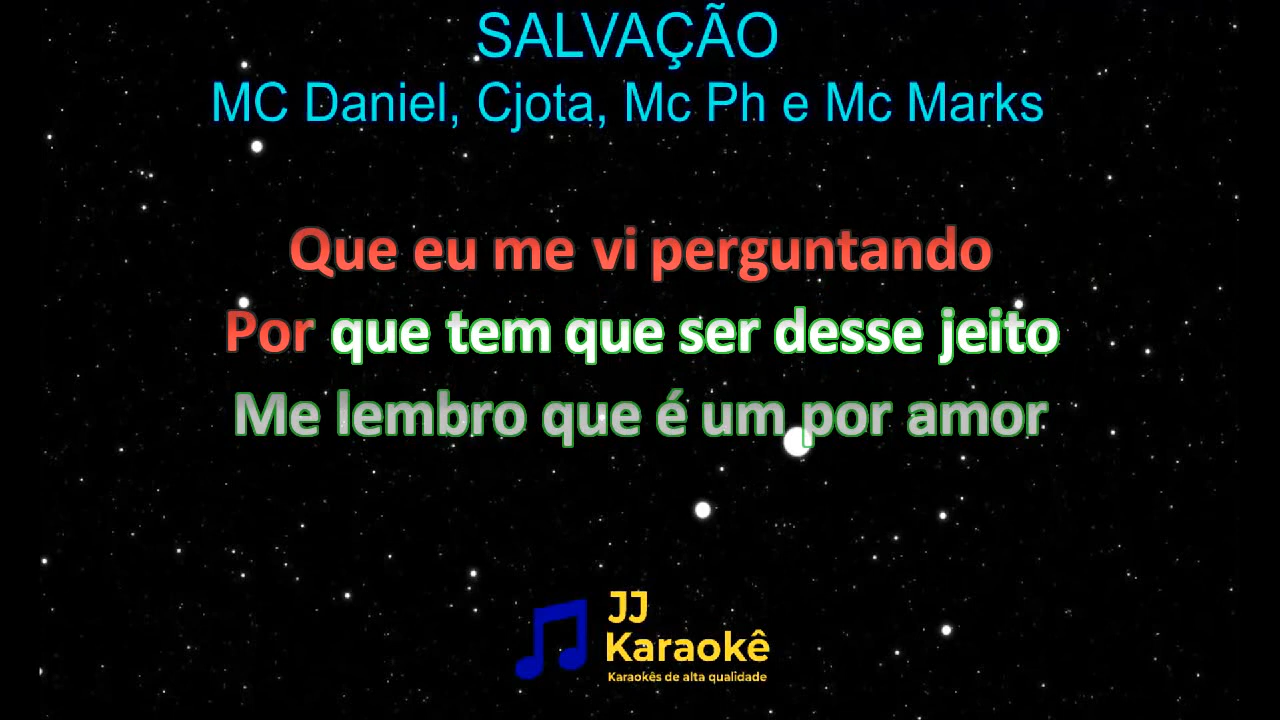 SALVAÇÃO
MC Daniel, Cjota, Mc Ph e Mc Marks
Que eu me vi perguntando
Por que tem que ser desse jeito
Me lembro que é um por amor
JJ
Karaokê
Karaokês de alta qualidade